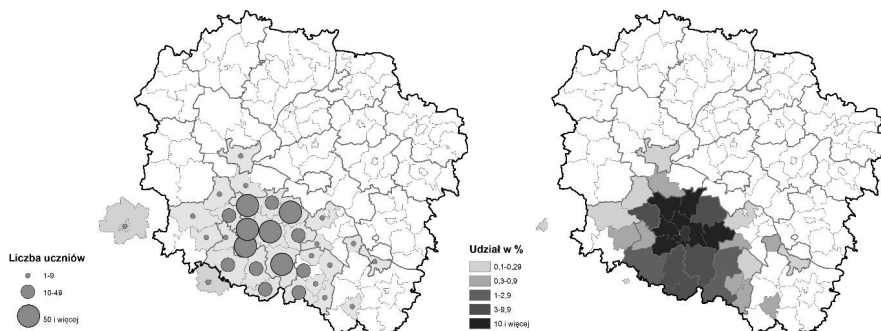 Liczba uczniów
1-9
10-49
50 i więcej
Udział w %
0,1-0,29
0,3-0,9
1-2,9
3-9,9
10 i więcej